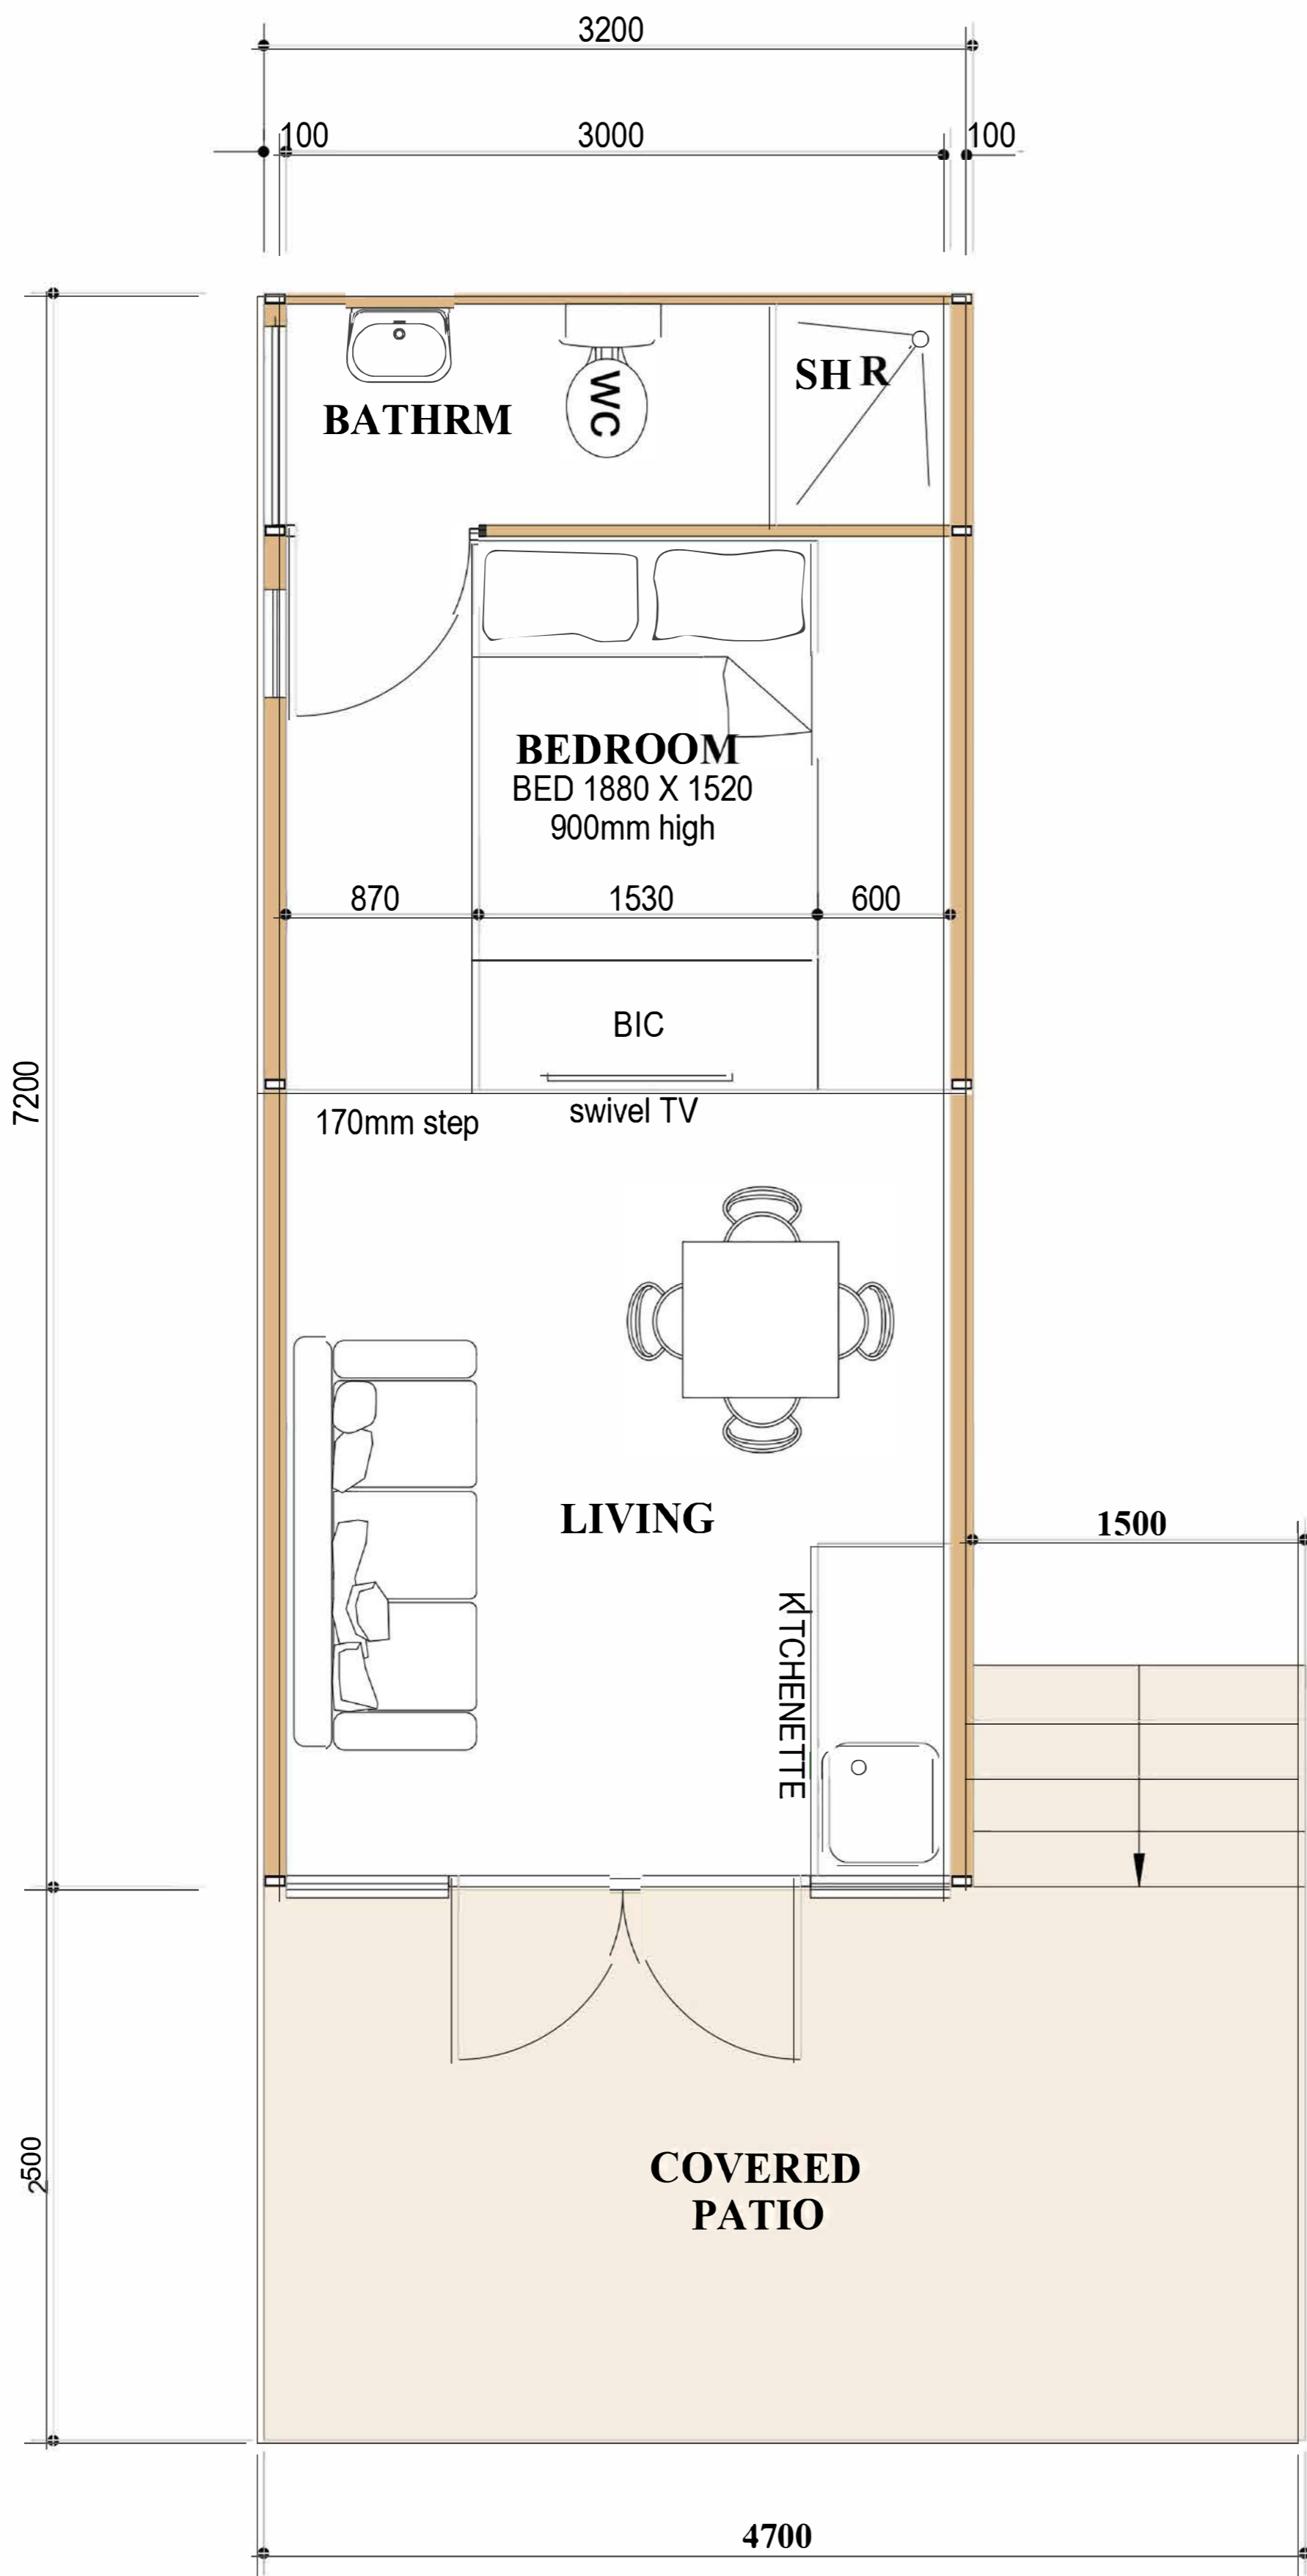 3200
100
3000
100
SHR
WC
BATHRM
BEDROOM
BED 1880 X 1520
900mm high
870
1530
600
BIC
7200
170mm step
swivel TV
LIVING
1500
KITCHENETTE
2500
COVERED
PATIO
4700